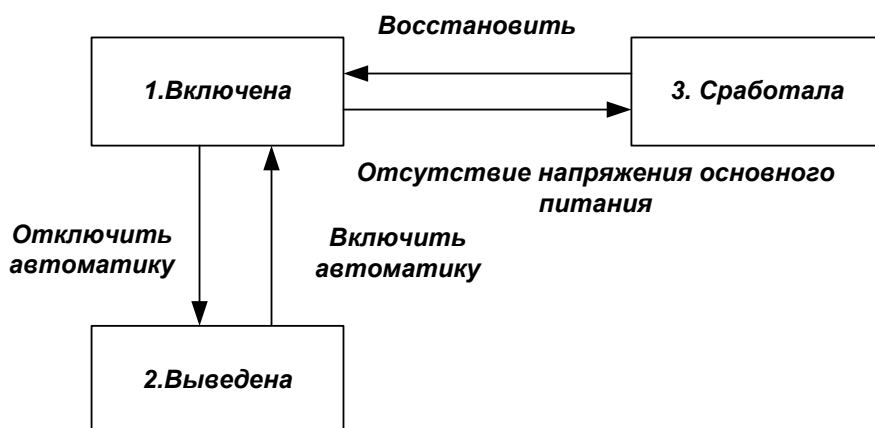 Восстановить
1.Включена
3. Сработала
Отсутствие напряжения основного
питания
Отключить
автоматику
Включить
автоматику
2.Выведена